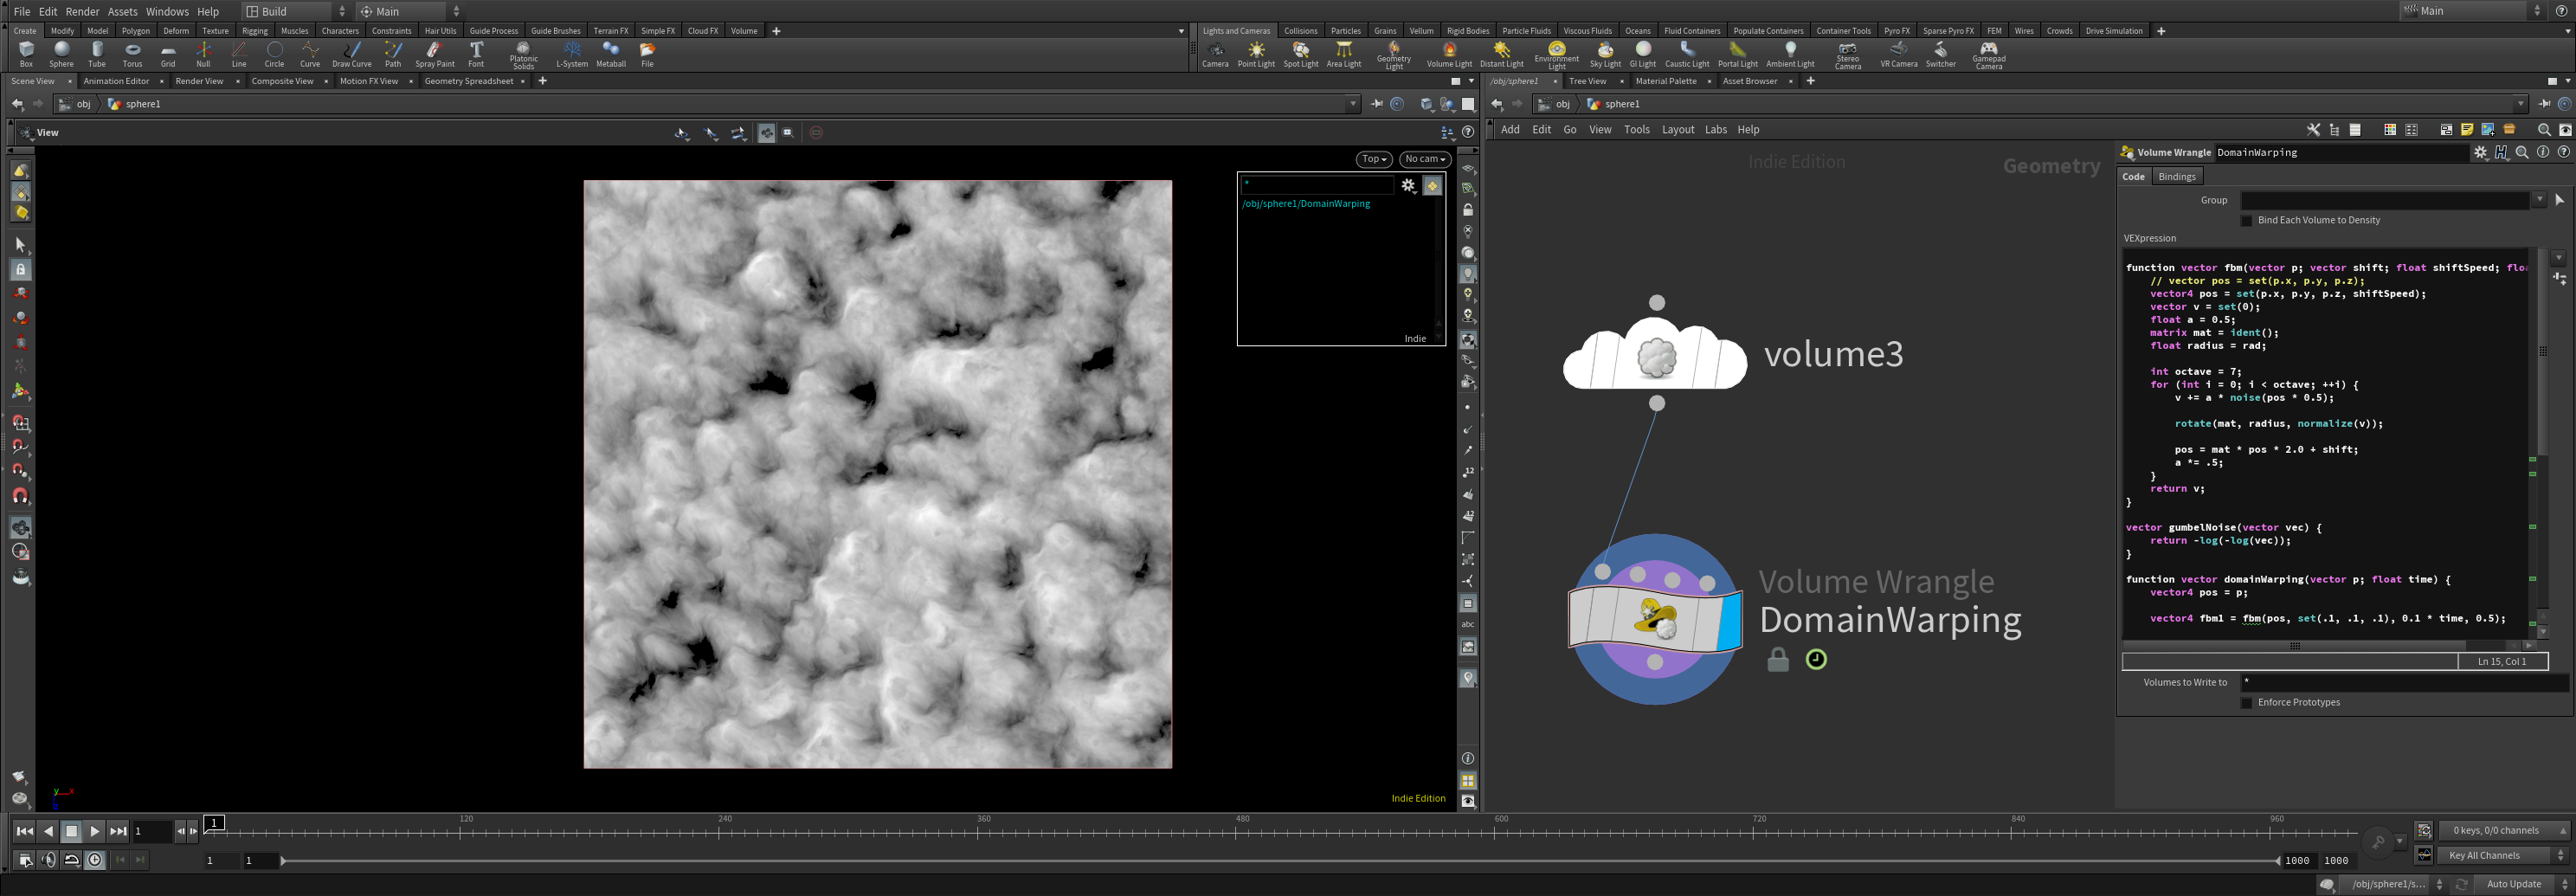 File Edit Render Assets Windows Help Build Main Main
Create Modify Model Polygon Deform Texture Rigging Muscles Characters Constraints Hair Utils Guide Process Guide Brushes Terrain FX Simple FX Cloud FX Volume
Lights and Cameras Collisions Particles Grains Vellum Rigid Bodies Particle Fluids Viscous Fluids Oceans Fluid Containers Populate Containers Container Tools Pyro FX Sparse Pyro FX FEM Wires Crowds Drive Simulation
Box Sphere Tube Torus Grid Null Line Circle Curve Draw Curve Path Spray Paint Font Platonic Solids L-System Metaball File
Camera Point Light Spot Light Area Light Geometry Light Volume Light Distant Light Environment Light Sky Light GI Light Caustic Light Portal Light Ambient Light Stereo Camera VR Camera Switcher Gamepad Camera
Scene View Animation Editor Render View Composite View Motion FX View Geometry Spreadsheet
/obj/sphere1 Tree View Material Palette Asset Browser
obj sphere1
obj sphere1
View
Add Edit Go View Tools Layout Labs Help
Top No cam
*
/obj/sphere1/DomainWarping
Indie
Indie Edition
Geometry
volume3
Volume Wrangle
DomainWarping
Volume Wrangle DomainWarping
Code Bindings
Group
Bind Each Volume to Density
VEXpression
function vector fbm(vector p; vector shift; float shiftSpeed; flo
// vector pos = set(p.x, p.y, p.z);
vector4 pos = set(p.x, p.y, p.z, shiftSpeed);
vector v = set(0);
float a = 0.5;
matrix mat = ident();
float radius = rad;
int octave = 7;
for (int i = 0; i < octave; ++i) {
v += a * noise(pos * 0.5);
rotate(mat, radius, normalize(v));
pos = mat * pos * 2.0 + shift;
a *= .5;
}
return v;
}
vector gumbelNoise(vector vec) {
return -log(-log(vec));
}
function vector domainWarping(vector p; float time) {
vector4 pos = p;
vector4 fbm1 = fbm(pos, set(.1, .1, .1), 0.1 * time, 0.5);
Ln 15, Col 1
Volumes to Write to *
Enforce Prototypes
abc
12
12
y x
Indie Edition
1 1 120 240 360 480 600 720 840 960
0 keys, 0/0 channels
1 1 1000 1000
Key All Channels
/obj/sphere1/s... Auto Update